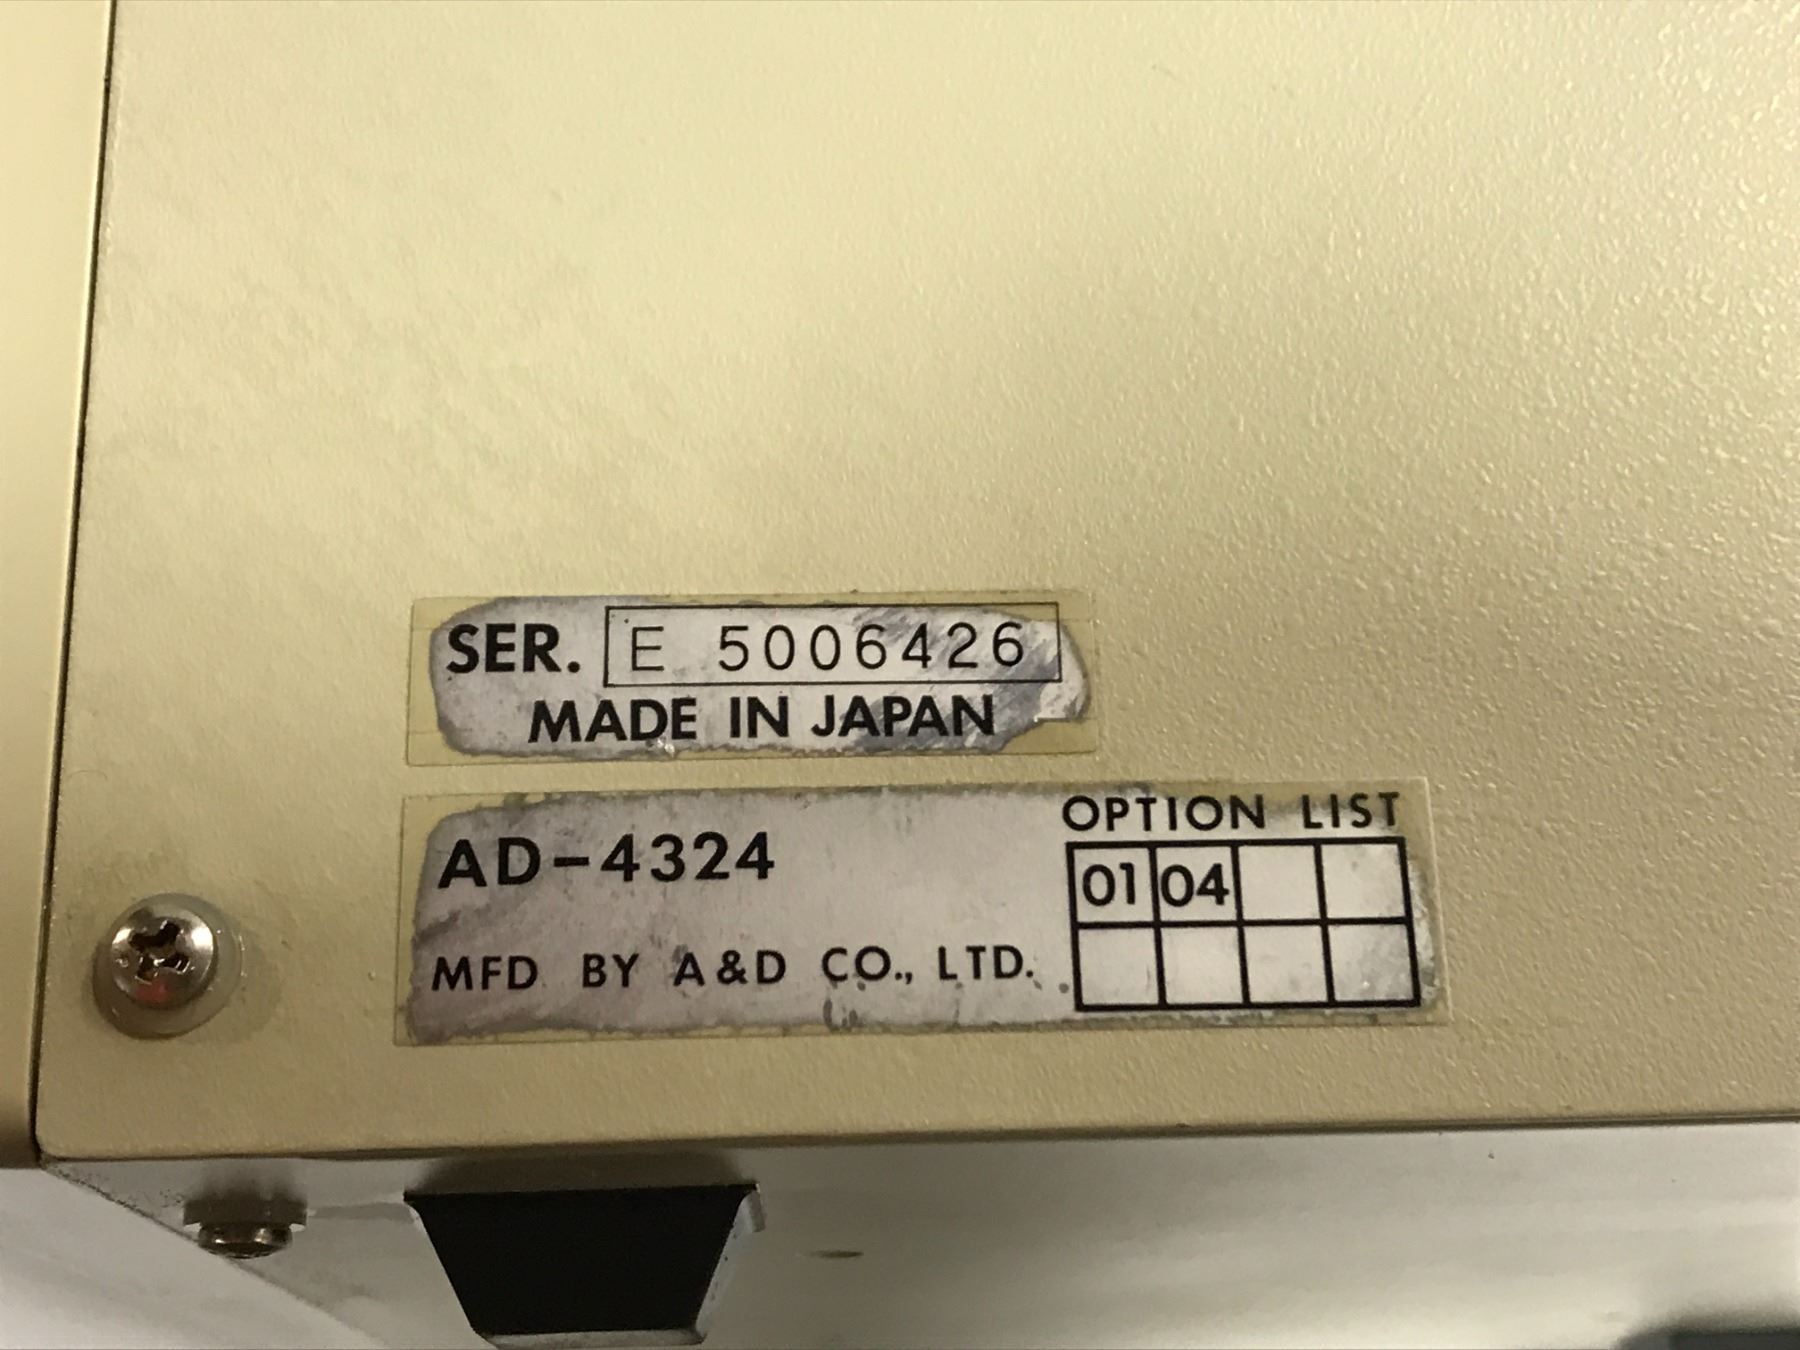 SER. E 5006426
MADE IN JAPAN
OPTION LIST
AD-4324
01 04
MFD BY A&D CO., LTD.